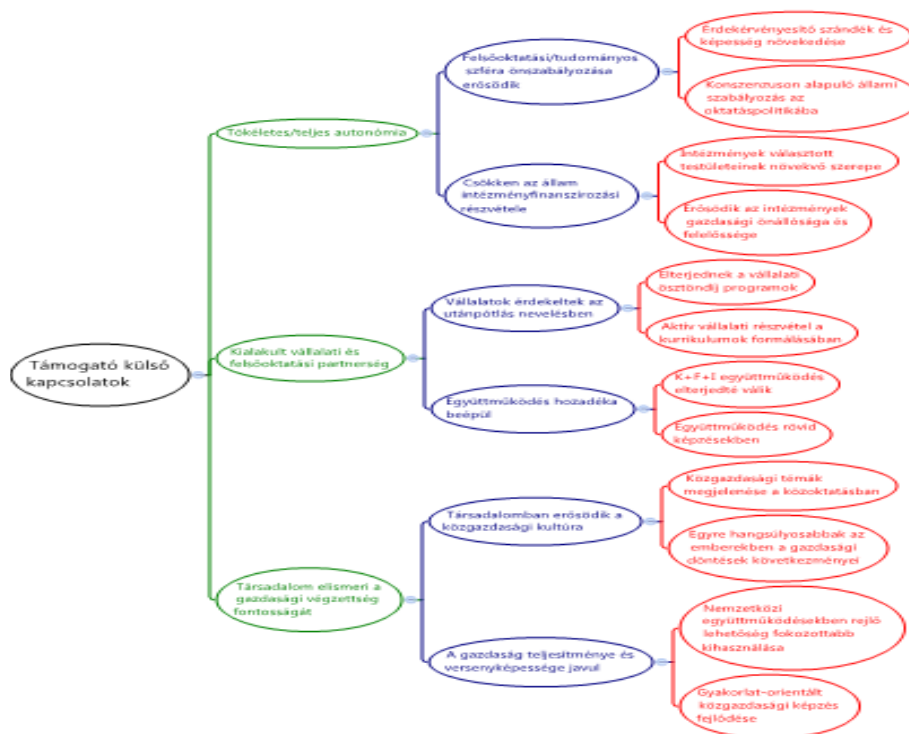 Támogató külső
kapcsolatok
Tökéletes/teljes autonómia
Felsőoktatási/tudományos
szféra önszabályozása
erősödik
Érdekérvényesítő szándék és
képesség növekedése
Konszenzuson alapuló állami
szabályozás az
oktatáspolitikába
Csökken az állam
intézményfinanszírozási
részvétele
Intézmények választott
testületeinek növekvő szerepe
Erősödik az intézmények
gazdasági önállósága és
felelőssége
Kialakult vállalati és
felsőoktatási partnerség
Vállalatok érdekeltek az
utánpótlás nevelésben
Elterjednek a vállalati
ösztöndíj programok
Aktív vállalati részvétel a
kurrikulumok formálásában
Együttműködés hozadéka
beépül
K+F+I együttműködés
elterjedté válik
Együttműködés rövid
képzésekben
Társadalom elismeri a
gazdasági végzettség
fontosságát
Társadalomban erősödik a
közgazdasági kultúra
Közgazdasági témák
megjelenése a közoktatásban
Egyre hangsúlyosabbak az
emberekben a gazdasági
döntések következményei
A gazdaság teljesítménye és
versenyképessége javul
Nemzetközi
együttműködésekben rejlő
lehetőség fokozottabb
kihasználása
Gyakorlat-orientált
közgazdasági képzés
fejlődése